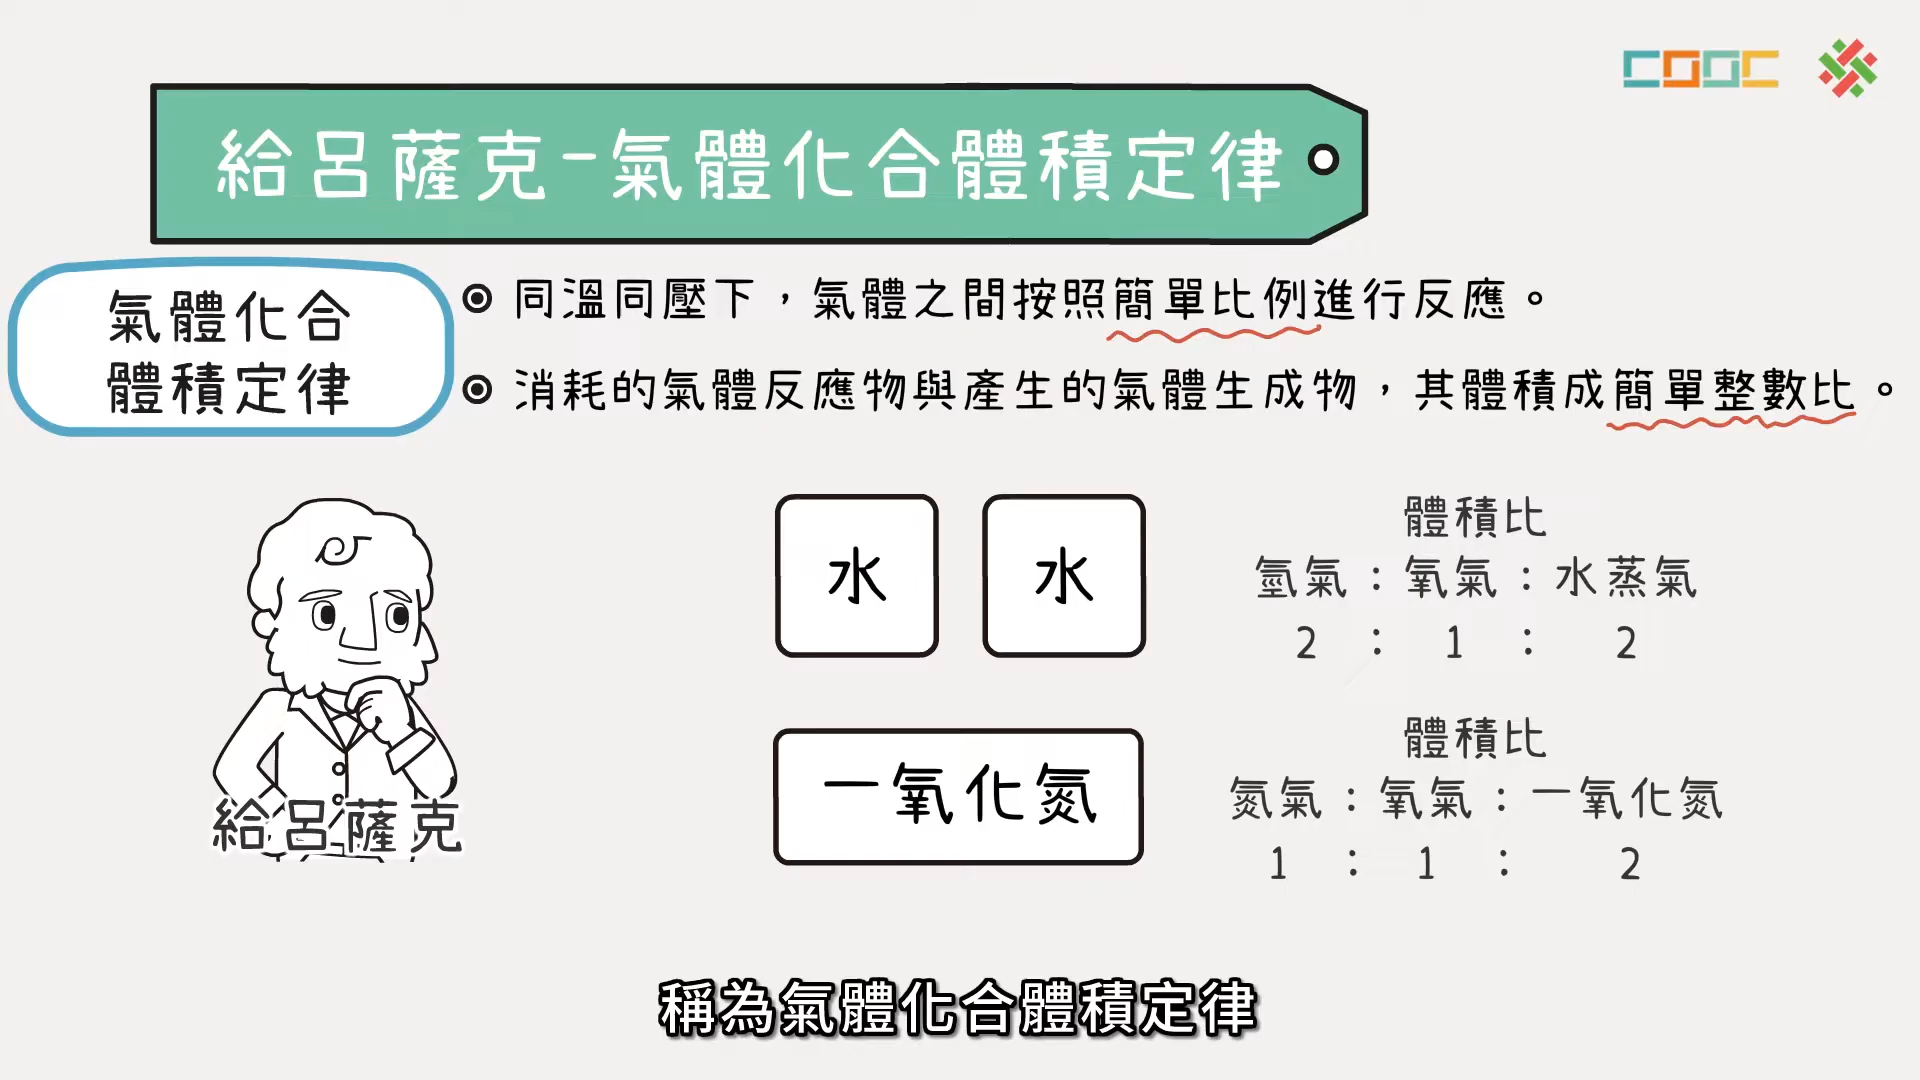 COOC
給呂薩克-氣體化合體積定律
氣體化合
體積定律
同溫同壓下，氣體之間按照簡單比例進行反應。
消耗的氣體反應物與產生的氣體生成物，其體積成簡單整數比。
水 水
體積比
氫氣：氧氣：水蒸氣
2 : 1 : 2
一氧化氮
體積比
氮氣：氧氣：一氧化氮
1 : 1 : 2
給呂薩克
稱為氣體化合體積定律